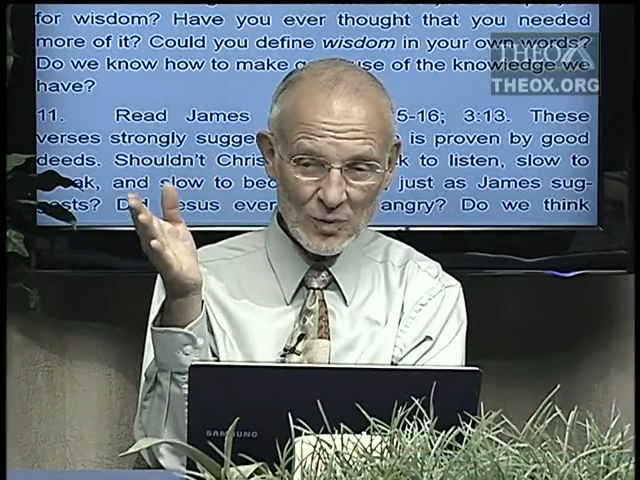 for wisdom? Have you ever thought that you needed
more of it? Could you define wisdom in your own words?
Do we know how to make use of the knowledge we
have?
THEOX
THEOX.ORG
11. Read James 5-16; 3:13. These
verses strongly sugge is proven by good
deeds. Shouldn't Chris k to listen, slow to
ak, and slow to bec just as James sug-
ests? Did Jesus ever angry? Do we think
SAMSUNG